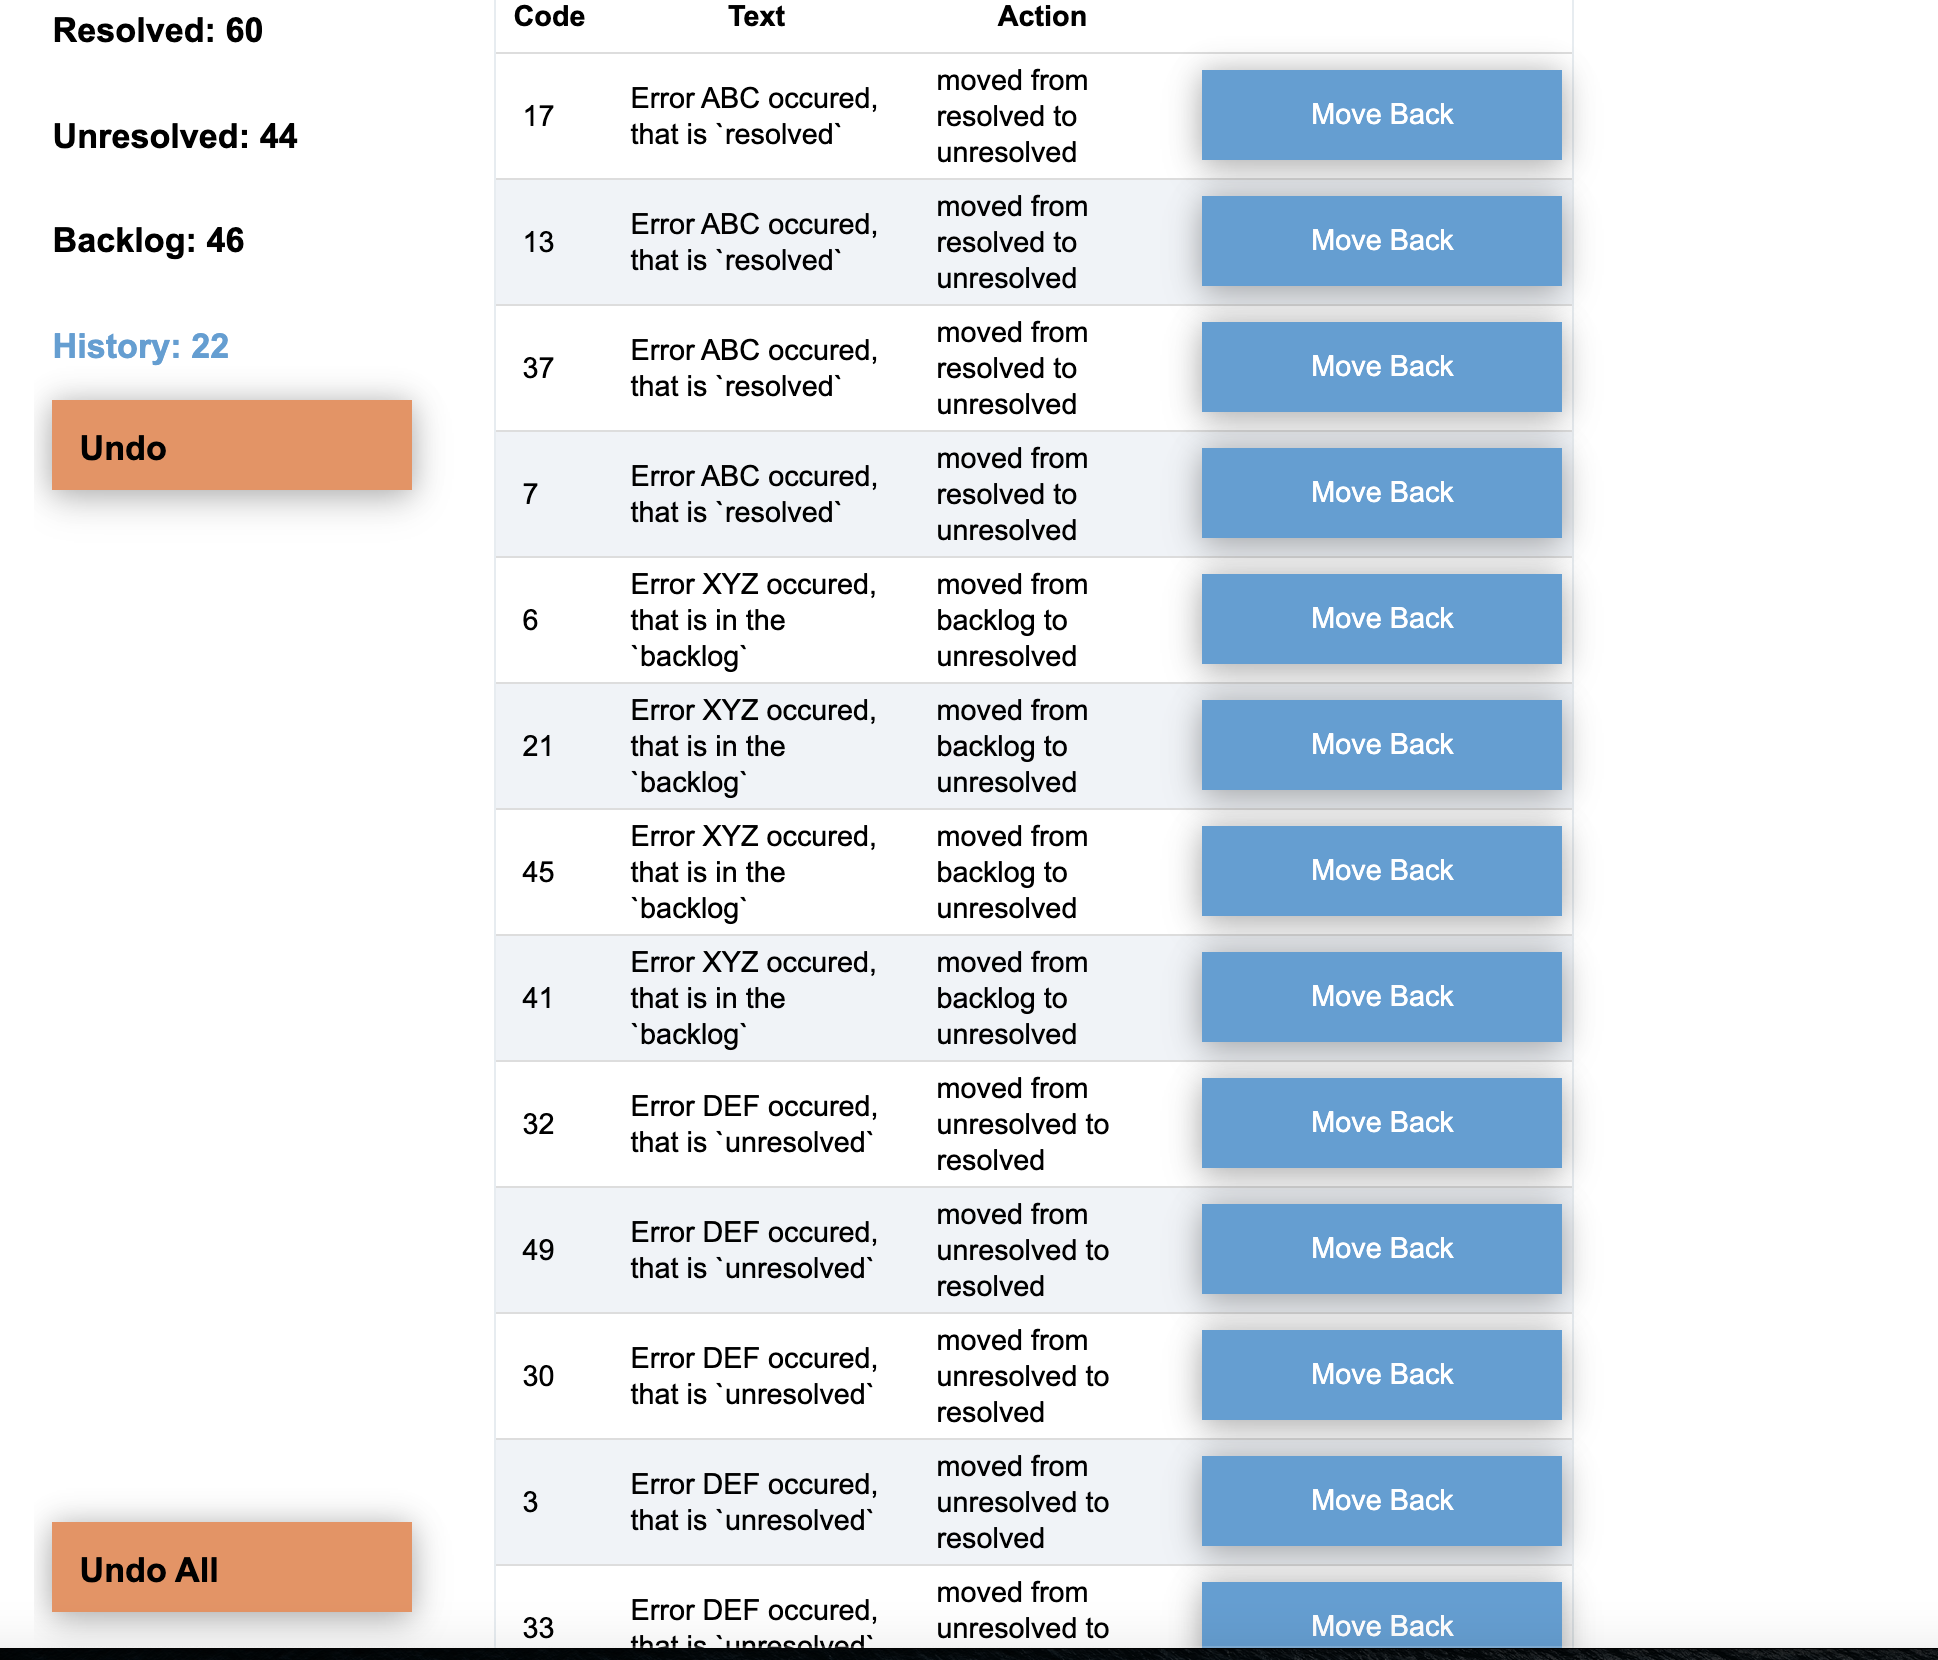 Resolved: 60
Unresolved: 44
Backlog: 46
History: 22
Undo
Undo All
Code Text Action
17
Error ABC occured,
that is `resolved`
moved from
resolved to
unresolved
Move Back
13
Error ABC occured,
that is `resolved`
moved from
resolved to
unresolved
Move Back
37
Error ABC occured,
that is `resolved`
moved from
resolved to
unresolved
Move Back
7
Error ABC occured,
that is `resolved`
moved from
resolved to
unresolved
Move Back
6
Error XYZ occured,
that is in the
`backlog`
moved from
backlog to
unresolved
Move Back
21
Error XYZ occured,
that is in the
`backlog`
moved from
backlog to
unresolved
Move Back
45
Error XYZ occured,
that is in the
`backlog`
moved from
backlog to
unresolved
Move Back
41
Error XYZ occured,
that is in the
`backlog`
moved from
backlog to
unresolved
Move Back
32
Error DEF occured,
that is `unresolved`
moved from
unresolved to
resolved
Move Back
49
Error DEF occured,
that is `unresolved`
moved from
unresolved to
resolved
Move Back
30
Error DEF occured,
that is `unresolved`
moved from
unresolved to
resolved
Move Back
3
Error DEF occured,
that is `unresolved`
moved from
unresolved to
resolved
Move Back
33
Error DEF occured,
that is `unresolved`
moved from
unresolved to
Move Back